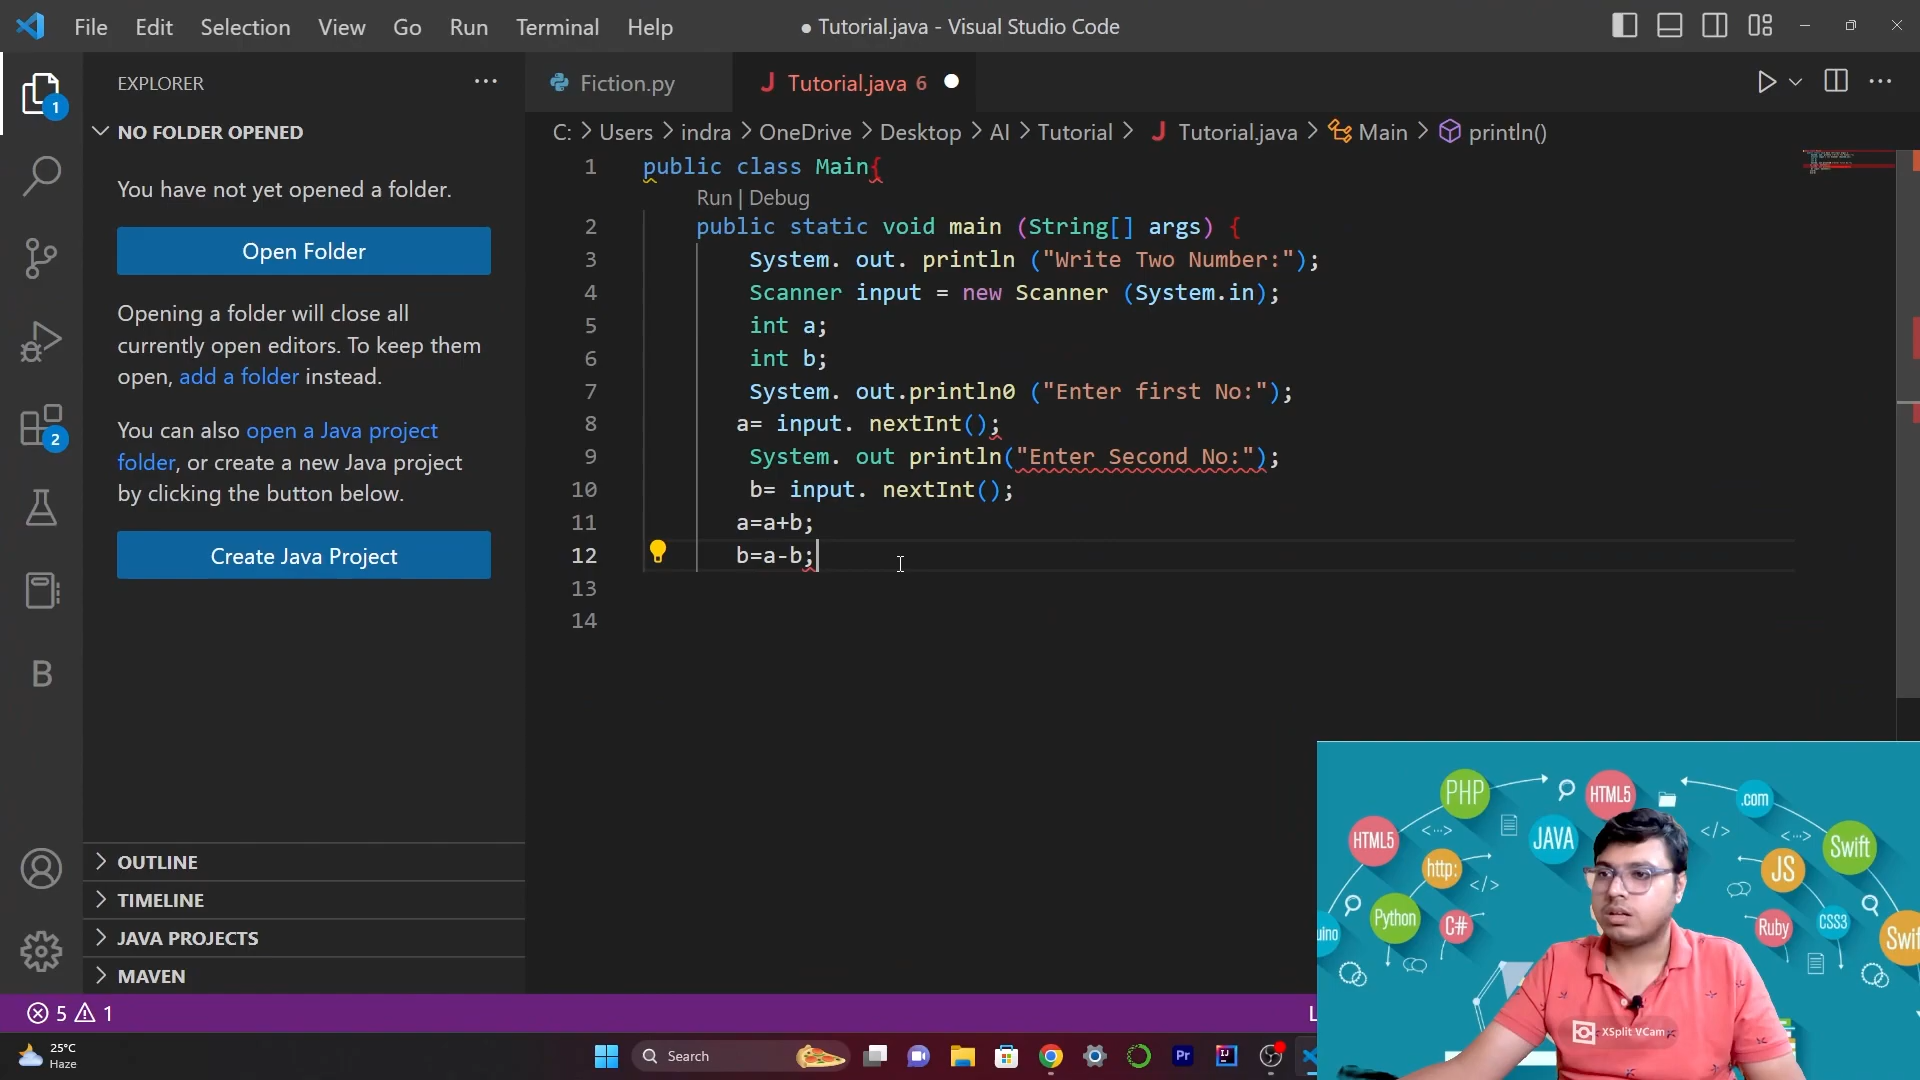 File Edit Selection View Go Run Terminal Help
● Tutorial.java - Visual Studio Code
EXPLORER
Fiction.py
J Tutorial.java 6
1
NO FOLDER OPENED
C: > Users > indra > OneDrive > Desktop > AI > Tutorial > J Tutorial.java > Main > println()
You have not yet opened a folder.
Open Folder
Opening a folder will close all
currently open editors. To keep them
open, add a folder instead.
2
You can also open a Java project
folder, or create a new Java project
by clicking the button below.
Create Java Project
B
OUTLINE
TIMELINE
JAVA PROJECTS
MAVEN
1 public class Main{
Run | Debug
2 public static void main (String[] args) {
3 System. out. println ("Write Two Number:");
4 Scanner input = new Scanner (System.in);
5 int a;
6 int b;
7 System. out.println0 ("Enter first No:");
8 a= input. nextInt();
9 System. out println("Enter Second No:");
10 b= input. nextInt();
11 a=a+b;
12 b=a-b;
13
14
PHP
HTML5
.com
HTML5
JAVA
Swift
http:
JS
Python
C#
Ruby
CSS3
uino
Swif
XSplit VCam
5 1
L
25°C
Haze
Search
Pr
IJ